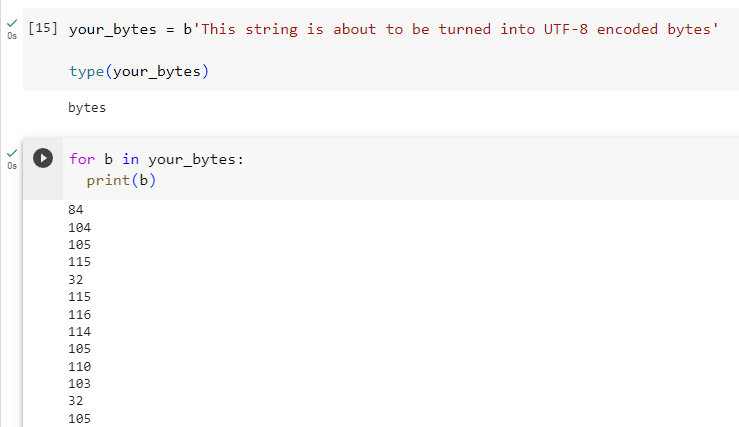 [15] your_bytes = b'This string is about to be turned into UTF-8 encoded bytes'
0s
type(your_bytes)
bytes
for b in your_bytes:
0s
print(b)
84
104
105
115
32
115
116
114
105
110
103
32
105